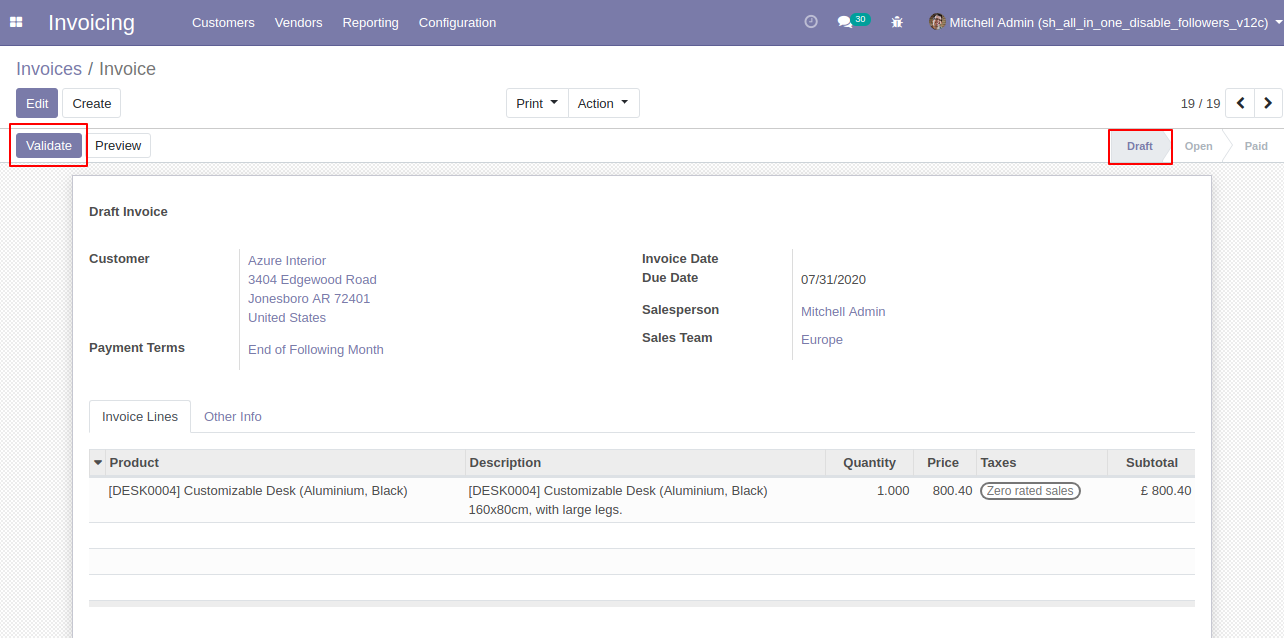 Invoicing Customers Vendors Reporting Configuration 30 Mitchell Admin (sh_all_in_one_disable_followers_v12c)
Invoices / Invoice
Edit Create Print Action 19 / 19
Validate Preview Draft Open Paid
Draft Invoice
Customer
Azure Interior
3404 Edgewood Road
Jonesboro AR 72401
United States
Payment Terms End of Following Month
Invoice Date
Due Date 07/31/2020
Salesperson Mitchell Admin
Sales Team Europe
Invoice Lines Other Info
Product Description Quantity Price Taxes Subtotal
[DESK0004] Customizable Desk (Aluminium, Black) [DESK0004] Customizable Desk (Aluminium, Black) 1.000 800.40 Zero rated sales £ 800.40
160x80cm, with large legs.